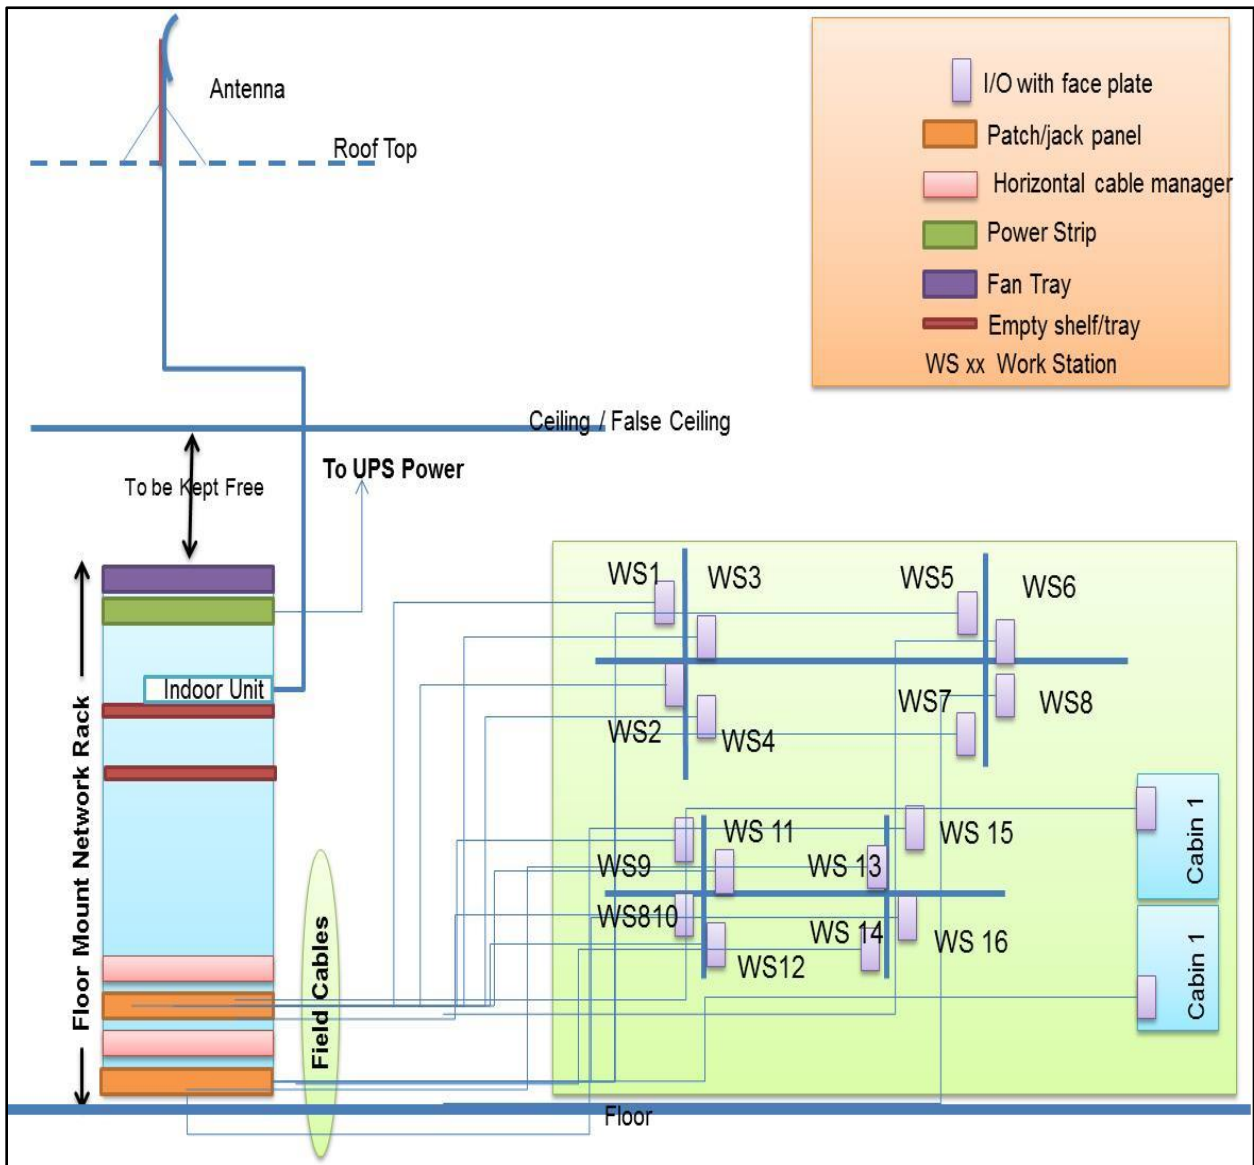 Antenna
Roof Top
I/O with face plate
Patch/jack panel
Horizontal cable manager
Power Strip
Fan Tray
Empty shelf/tray
WS xx Work Station
Ceiling / False Ceiling
To be Kept Free
To UPS Power
Floor Mount Network Rack
Indoor Unit
Field Cables
WS1
WS3
WS5
WS6
WS2
WS4
WS7
WS8
WS9
WS 11
WS 13
WS 15
WS810
WS12
WS 14
WS 16
Cabin 1
Cabin 1
Floor